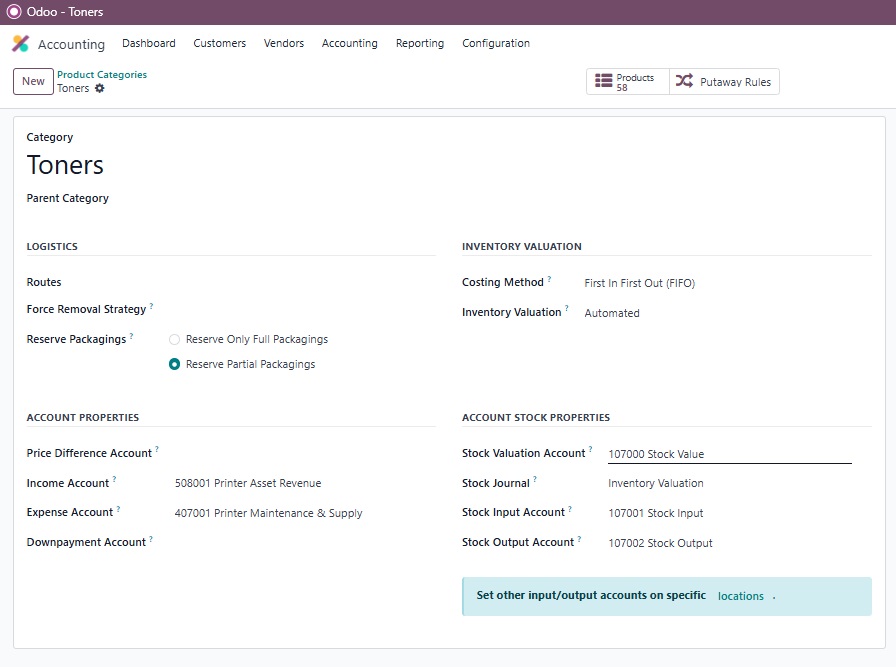 Odoo - Toners
Accounting Dashboard Customers Vendors Accounting Reporting Configuration
New Product Categories
Toners
Products
58
Putaway Rules
Category
Toners
Parent Category
LOGISTICS
Routes
Force Removal Strategy ?
Reserve Packagings ? Reserve Only Full Packagings
Reserve Partial Packagings
INVENTORY VALUATION
Costing Method ? First In First Out (FIFO)
Inventory Valuation ? Automated
ACCOUNT PROPERTIES
Price Difference Account ?
Income Account ? 508001 Printer Asset Revenue
Expense Account ? 407001 Printer Maintenance & Supply
Downpayment Account ?
ACCOUNT STOCK PROPERTIES
Stock Valuation Account ? 107000 Stock Value
Stock Journal ? Inventory Valuation
Stock Input Account ? 107001 Stock Input
Stock Output Account ? 107002 Stock Output
Set other input/output accounts on specific locations .